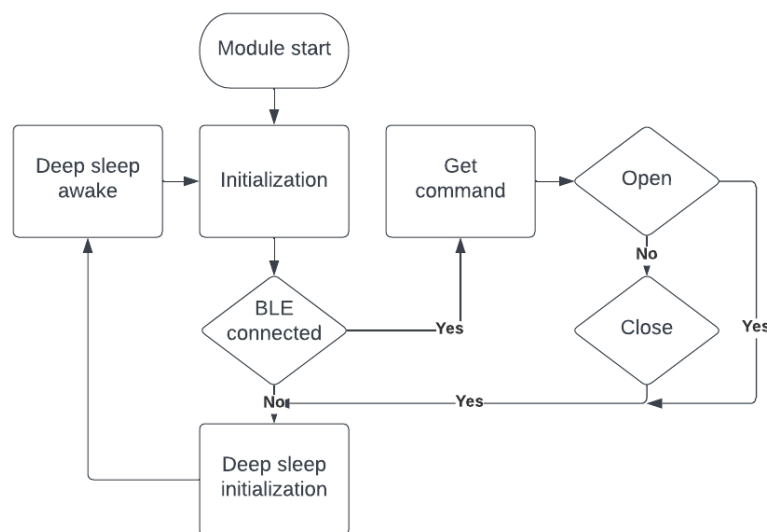 Module start
Deep sleep
awake
Initialization
Get
command
Open
No
BLE
connected
Yes
Close
Yes
No
Yes
Deep sleep
initialization